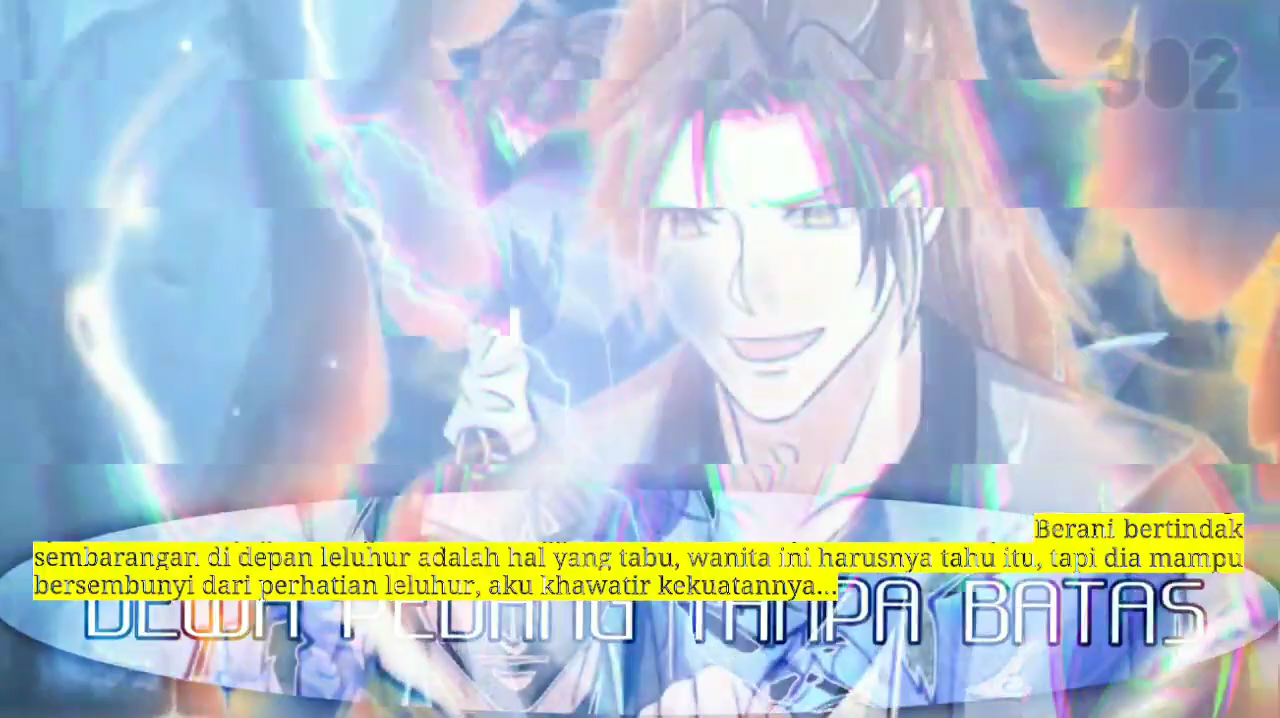 302
Berani bertindak
sembarangan di depan leluhur adalah hal yang tabu, wanita ini harusnya tahu itu, tapi dia mampu
bersembunyi dari perhatian leluhur, aku khawatir kekuatannya...
DEWA PEDANG TANPA BATAS